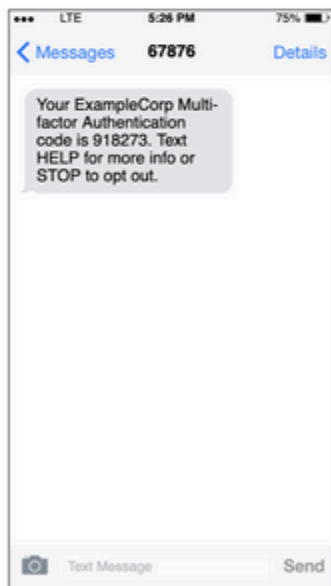 LTE 5:26 PM 75%
Messages 67876 Details
Your ExampleCorp Multi-
factor Authentication
code is 918273. Text
HELP for more info or
STOP to opt out.
Text Message Send